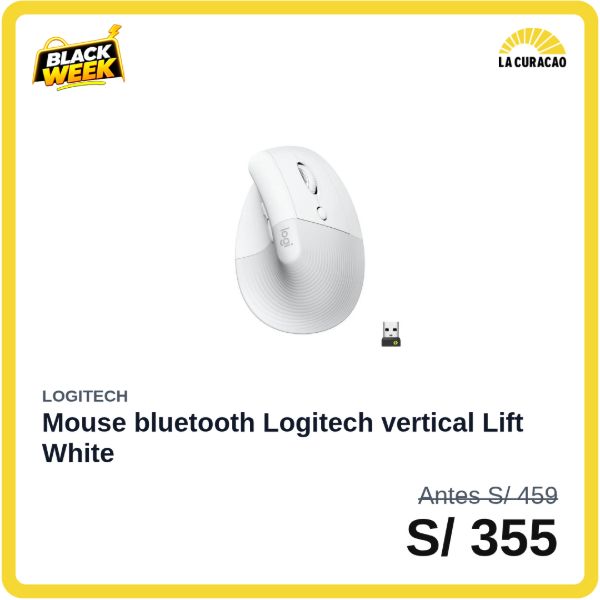 BLACK
WEEK
LA CURACAO
logi
LOGITECH
Mouse bluetooth Logitech vertical Lift
White
Antes S/ 459
S/ 355